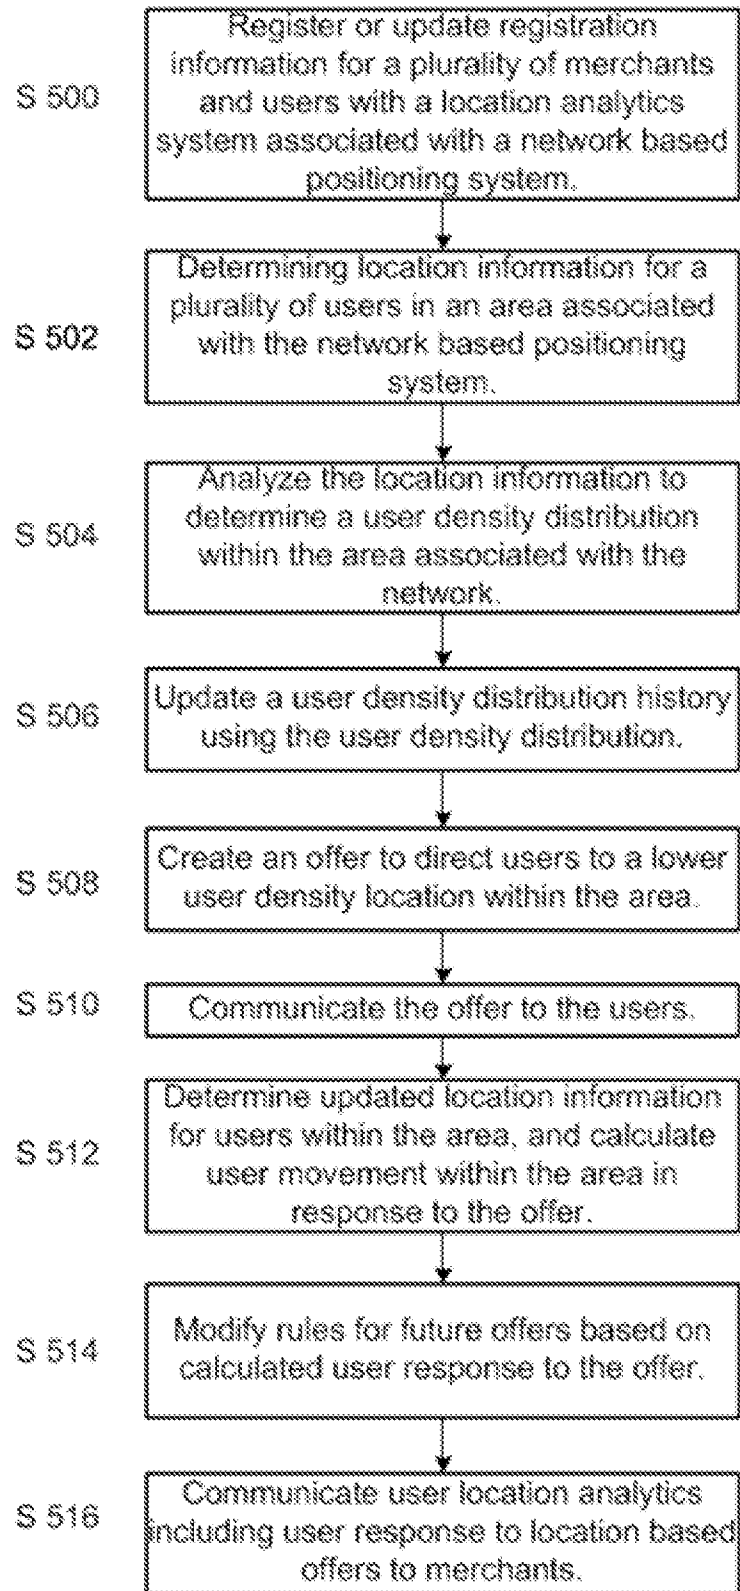 S 500
Register or update registration
information for a plurality of merchants
and users with a location analytics
system associated with a network based
positioning system.
S 502
Determining location information for a
plurality of users in an area associated
with the network based positioning
system.
S 504
Analyze the location information to
determine a user density distribution
within the area associated with the
network.
S 506
Update a user density distribution history
using the user density distribution.
S 508
Create an offer to direct users to a lower
user density location within the area.
S 510
Communicate the offer to the users.
S 512
Determine updated location information
for users within the area, and calculate
user movement within the area in
response to the offer.
S 514
Modify rules for future offers based on
calculated user response to the offer.
S 516
Communicate user location analytics
including user response to location based
offers to merchants.